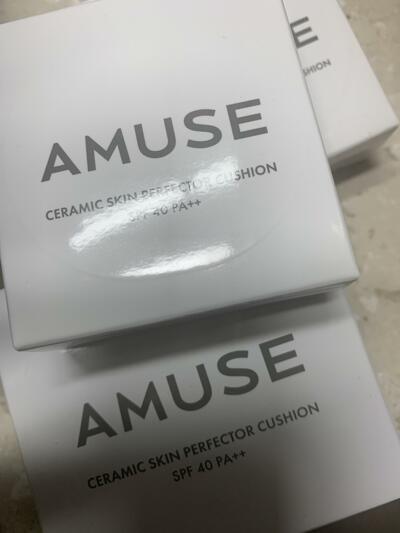 AMUSE
CERAMIC SKIN PERFECTOR CUSHION
SPF 40 PA++
AMUSE
CERAMIC SKIN PERFECTOR CUSHION
SPF 40 PA++